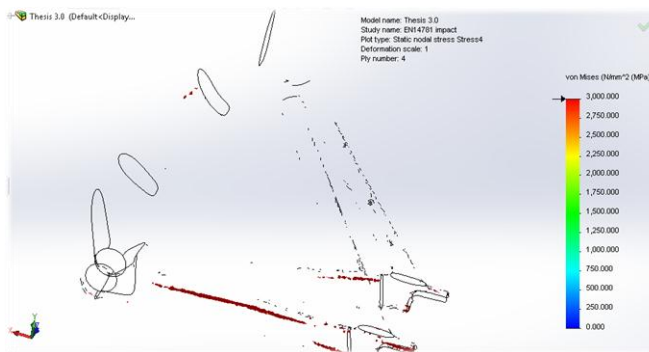 Thesis 3.0 (Default<Display...
Model name: Thesis 3.0
Study name: EN14781 impact
Plot type: Static nodal stress Stress4
Deformation scale: 1
Ply number: 4
von Mises (N/mm^2 (MPa)
3,000.000
2,750.000
2,500.000
2,250.000
2,000.000
1,750.000
1,500.000
1,250.000
1,000.000
750.000
500.000
250.000
0.000